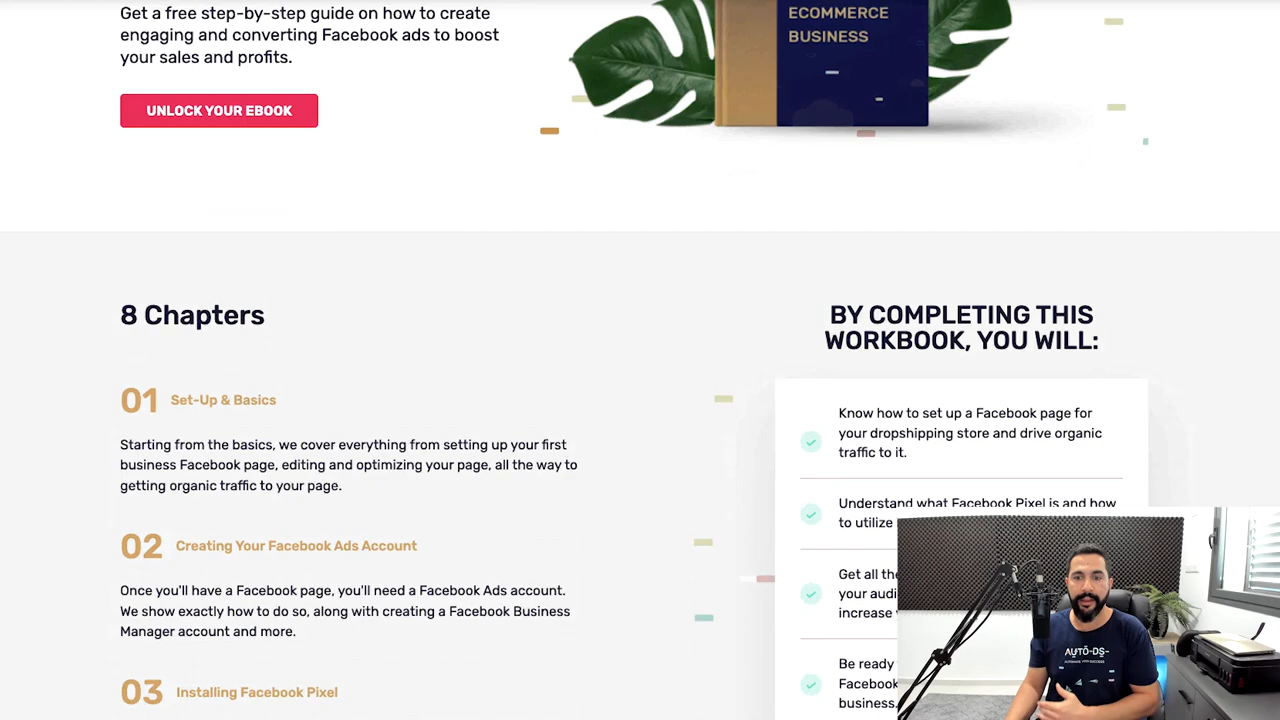 Get a free step-by-step guide on how to create
engaging and converting Facebook ads to boost
your sales and profits.
UNLOCK YOUR EBOOK
ECOMMERCE
BUSINESS
8 Chapters
01 Set-Up & Basics
Starting from the basics, we cover everything from setting up your first
business Facebook page, editing and optimizing your page, all the way to
getting organic traffic to your page.
02 Creating Your Facebook Ads Account
Once you'll have a Facebook page, you'll need a Facebook Ads account.
We show exactly how to do so, along with creating a Facebook Business
Manager account and more.
03 Installing Facebook Pixel
BY COMPLETING THIS
WORKBOOK, YOU WILL:
Know how to set up a Facebook page for
your dropshipping store and drive organic
traffic to it.
Understand what Facebook Pixel is and how
to utilize
Get all the
your audi
increase
Be ready
Facebook
business.
AUTO-DS-
AUTOMATE YOUR SUCCESS